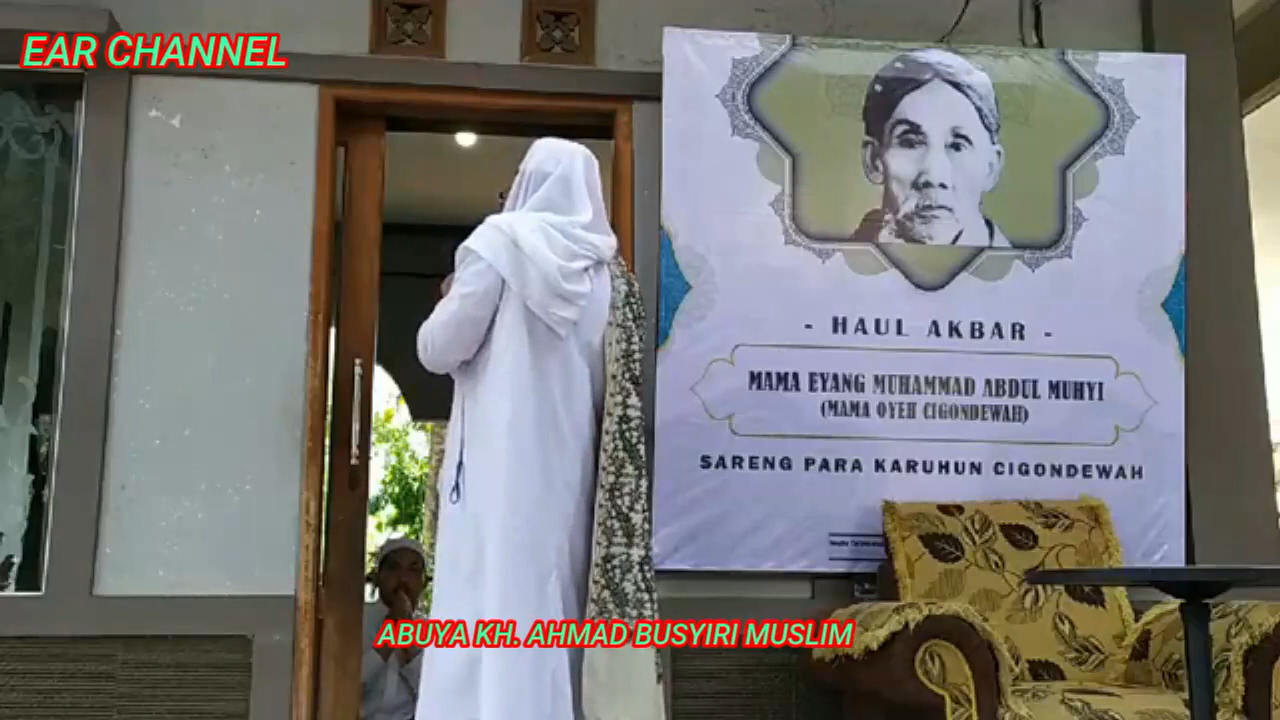 EAR CHANNEL
- HAUL AKBAR -
MAMA EYANG MUHAMMAD ABDUL MUHYI
(MAMA OYEH CIGONDEWAH)
SARENG PARA KARUHUN CIGONDEWAH
ABUYA KH. AHMAD BUSYIRI MUSLIM